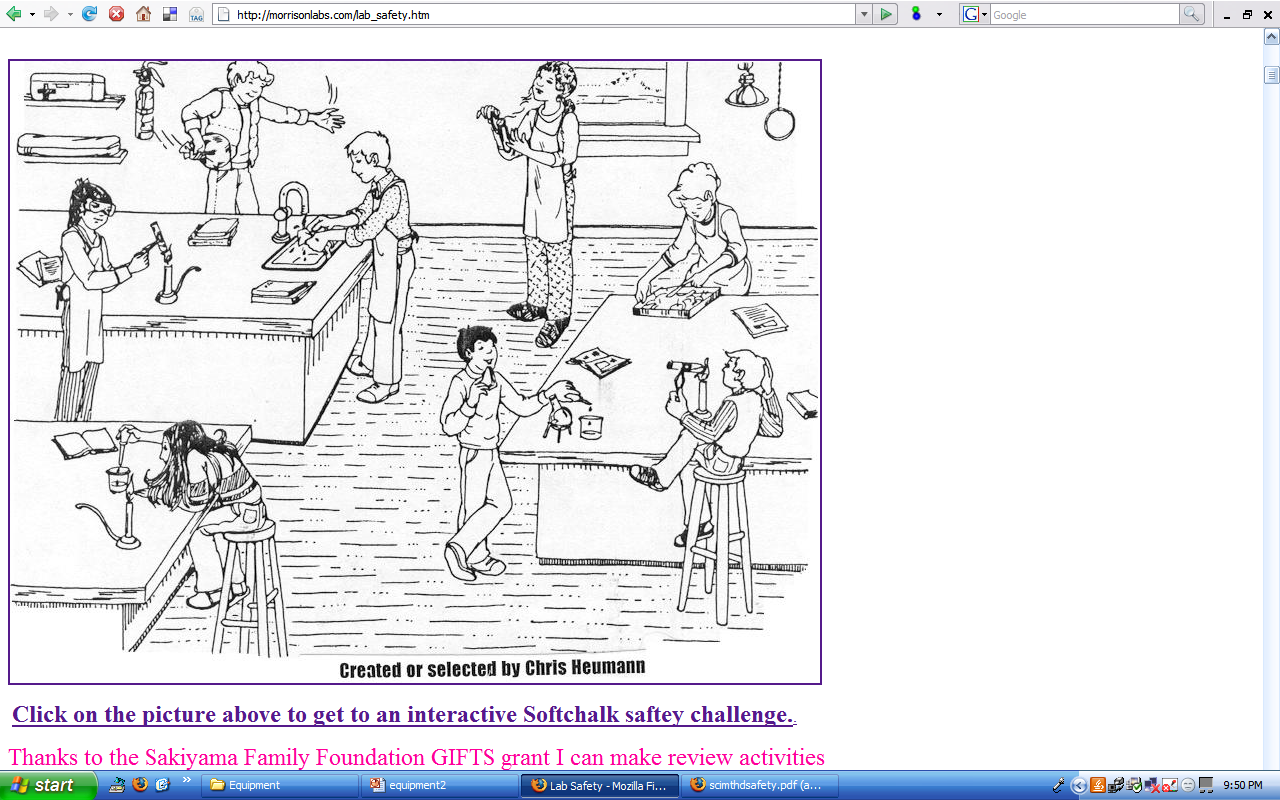 http://morrisonlabs.com/lab_safety.htm
G Google
TAG
Created or selected by Chris Heumann
Click on the picture above to get to an interactive Softchalk saftey challenge..
Thanks to the Sakiyama Family Foundation GIFTS grant I can make review activities
start
Equipment
equipment2
Lab Safety - Mozilla Fi...
scimthdsafety.pdf (a...
9:50 PM